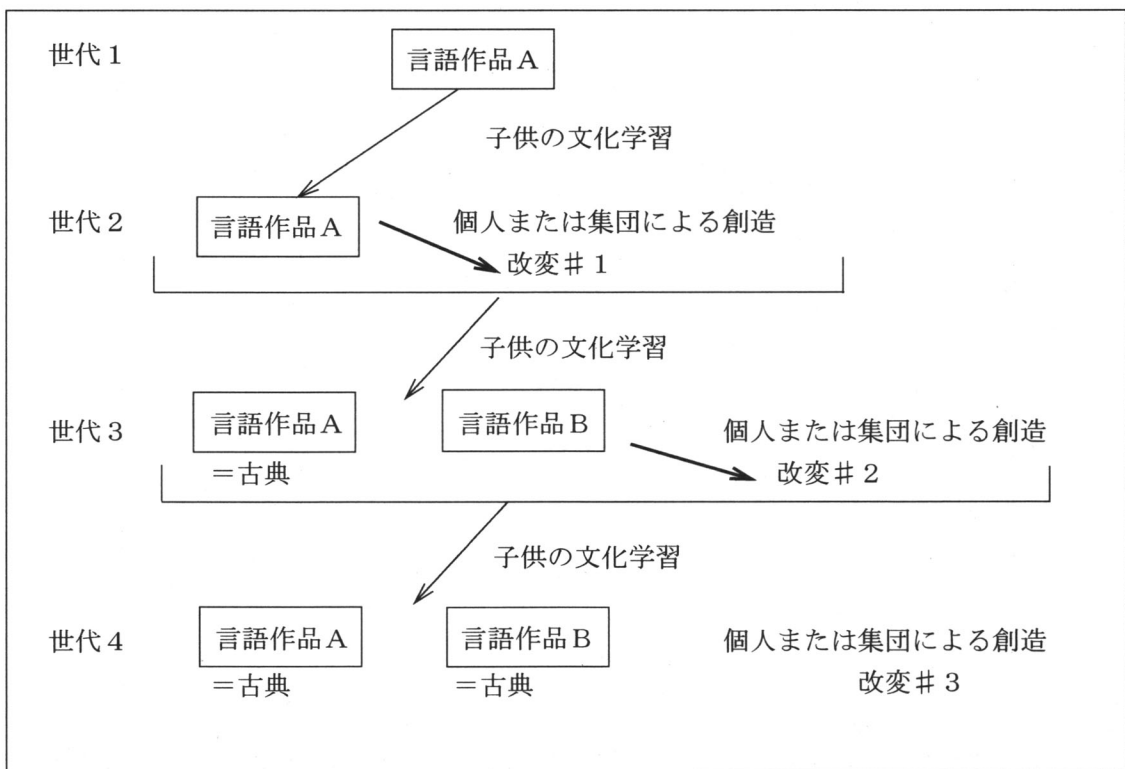 世代1
言語作品A
子供の文化学習
世代2
言語作品A
個人または集団による創造
改変♯1
子供の文化学習
世代3
言語作品A
言語作品B
個人または集団による創造
=古典
改変♯2
子供の文化学習
世代4
言語作品A
言語作品B
個人または集団による創造
=古典
=古典
改変♯3